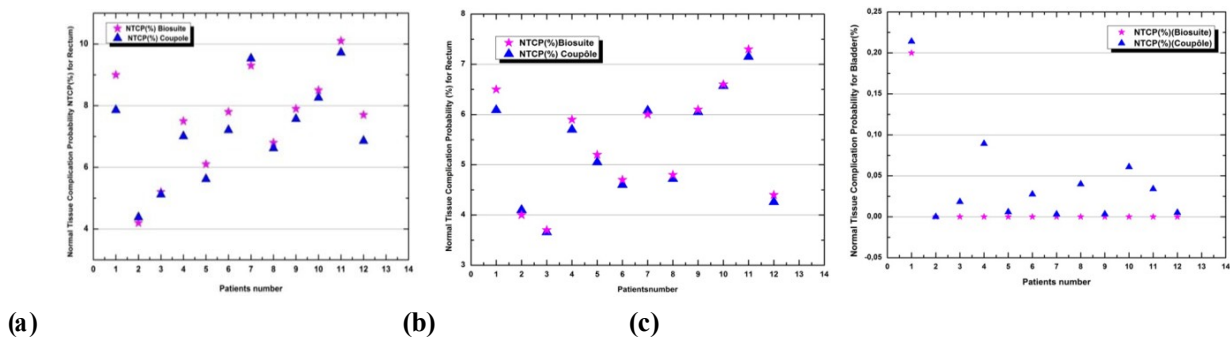 NTCP(%) Biosuite
NTCP(%) Coupole
Normal Tissue Complication Probability NTCP(%) for Rectum)
10
8
6
4
0 1 2 3 4 5 6 7 8 9 10 11 12 13 14
Patients number
NTCP(%)Biosuite
NTCP(%) Coupôle
Normal Tissue Complication Probability (%) for Rectum
8
7
6
5
4
3
0 1 2 3 4 5 6 7 8 9 10 11 12 13 14
Patientsnumber
NTCP(%)(Biosuite)
NTCP(%)(Coupôle)
Normal Tissue Complication Probability for Bladder(%)
0,25
0,20
0,15
0,10
0,05
0,00
-0,05
0 1 2 3 4 5 6 7 8 9 10 11 12 13 14
Patients number
(a) (b) (c)